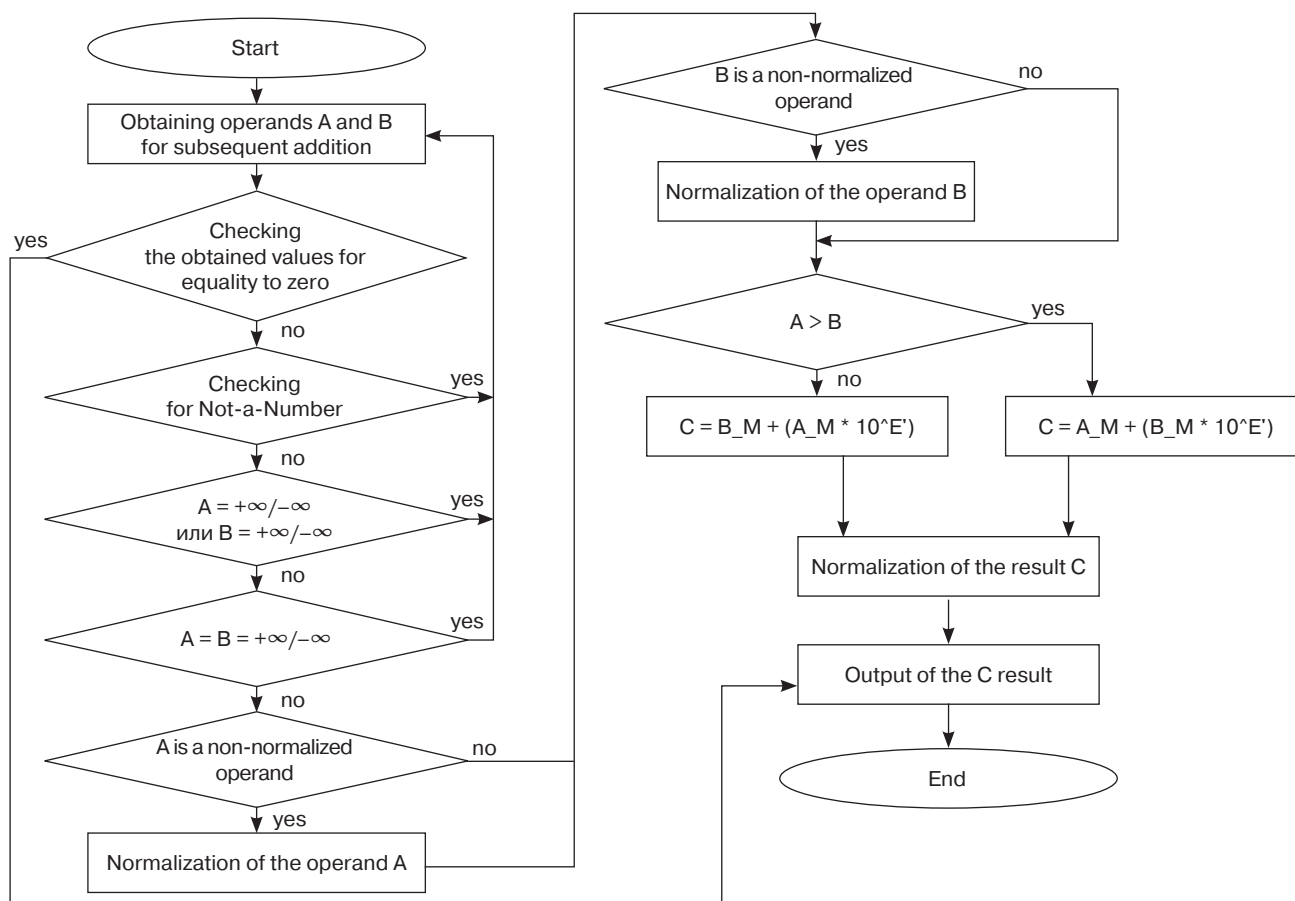 Start
Obtaining operands A and B
for subsequent addition
yes
Checking
the obtained values for
equality to zero
no
Checking
for Not-a-Number
yes
no
A = +∞/−∞
или B = +∞/−∞
yes
no
A = B = +∞/−∞
yes
no
A is a non-normalized
operand
no
yes
Normalization of the operand A
B is a non-normalized
operand
no
yes
Normalization of the operand B
A > B
yes
no
C = B_M + (A_M * 10^E')
C = A_M + (B_M * 10^E')
Normalization of the result C
Output of the C result
End